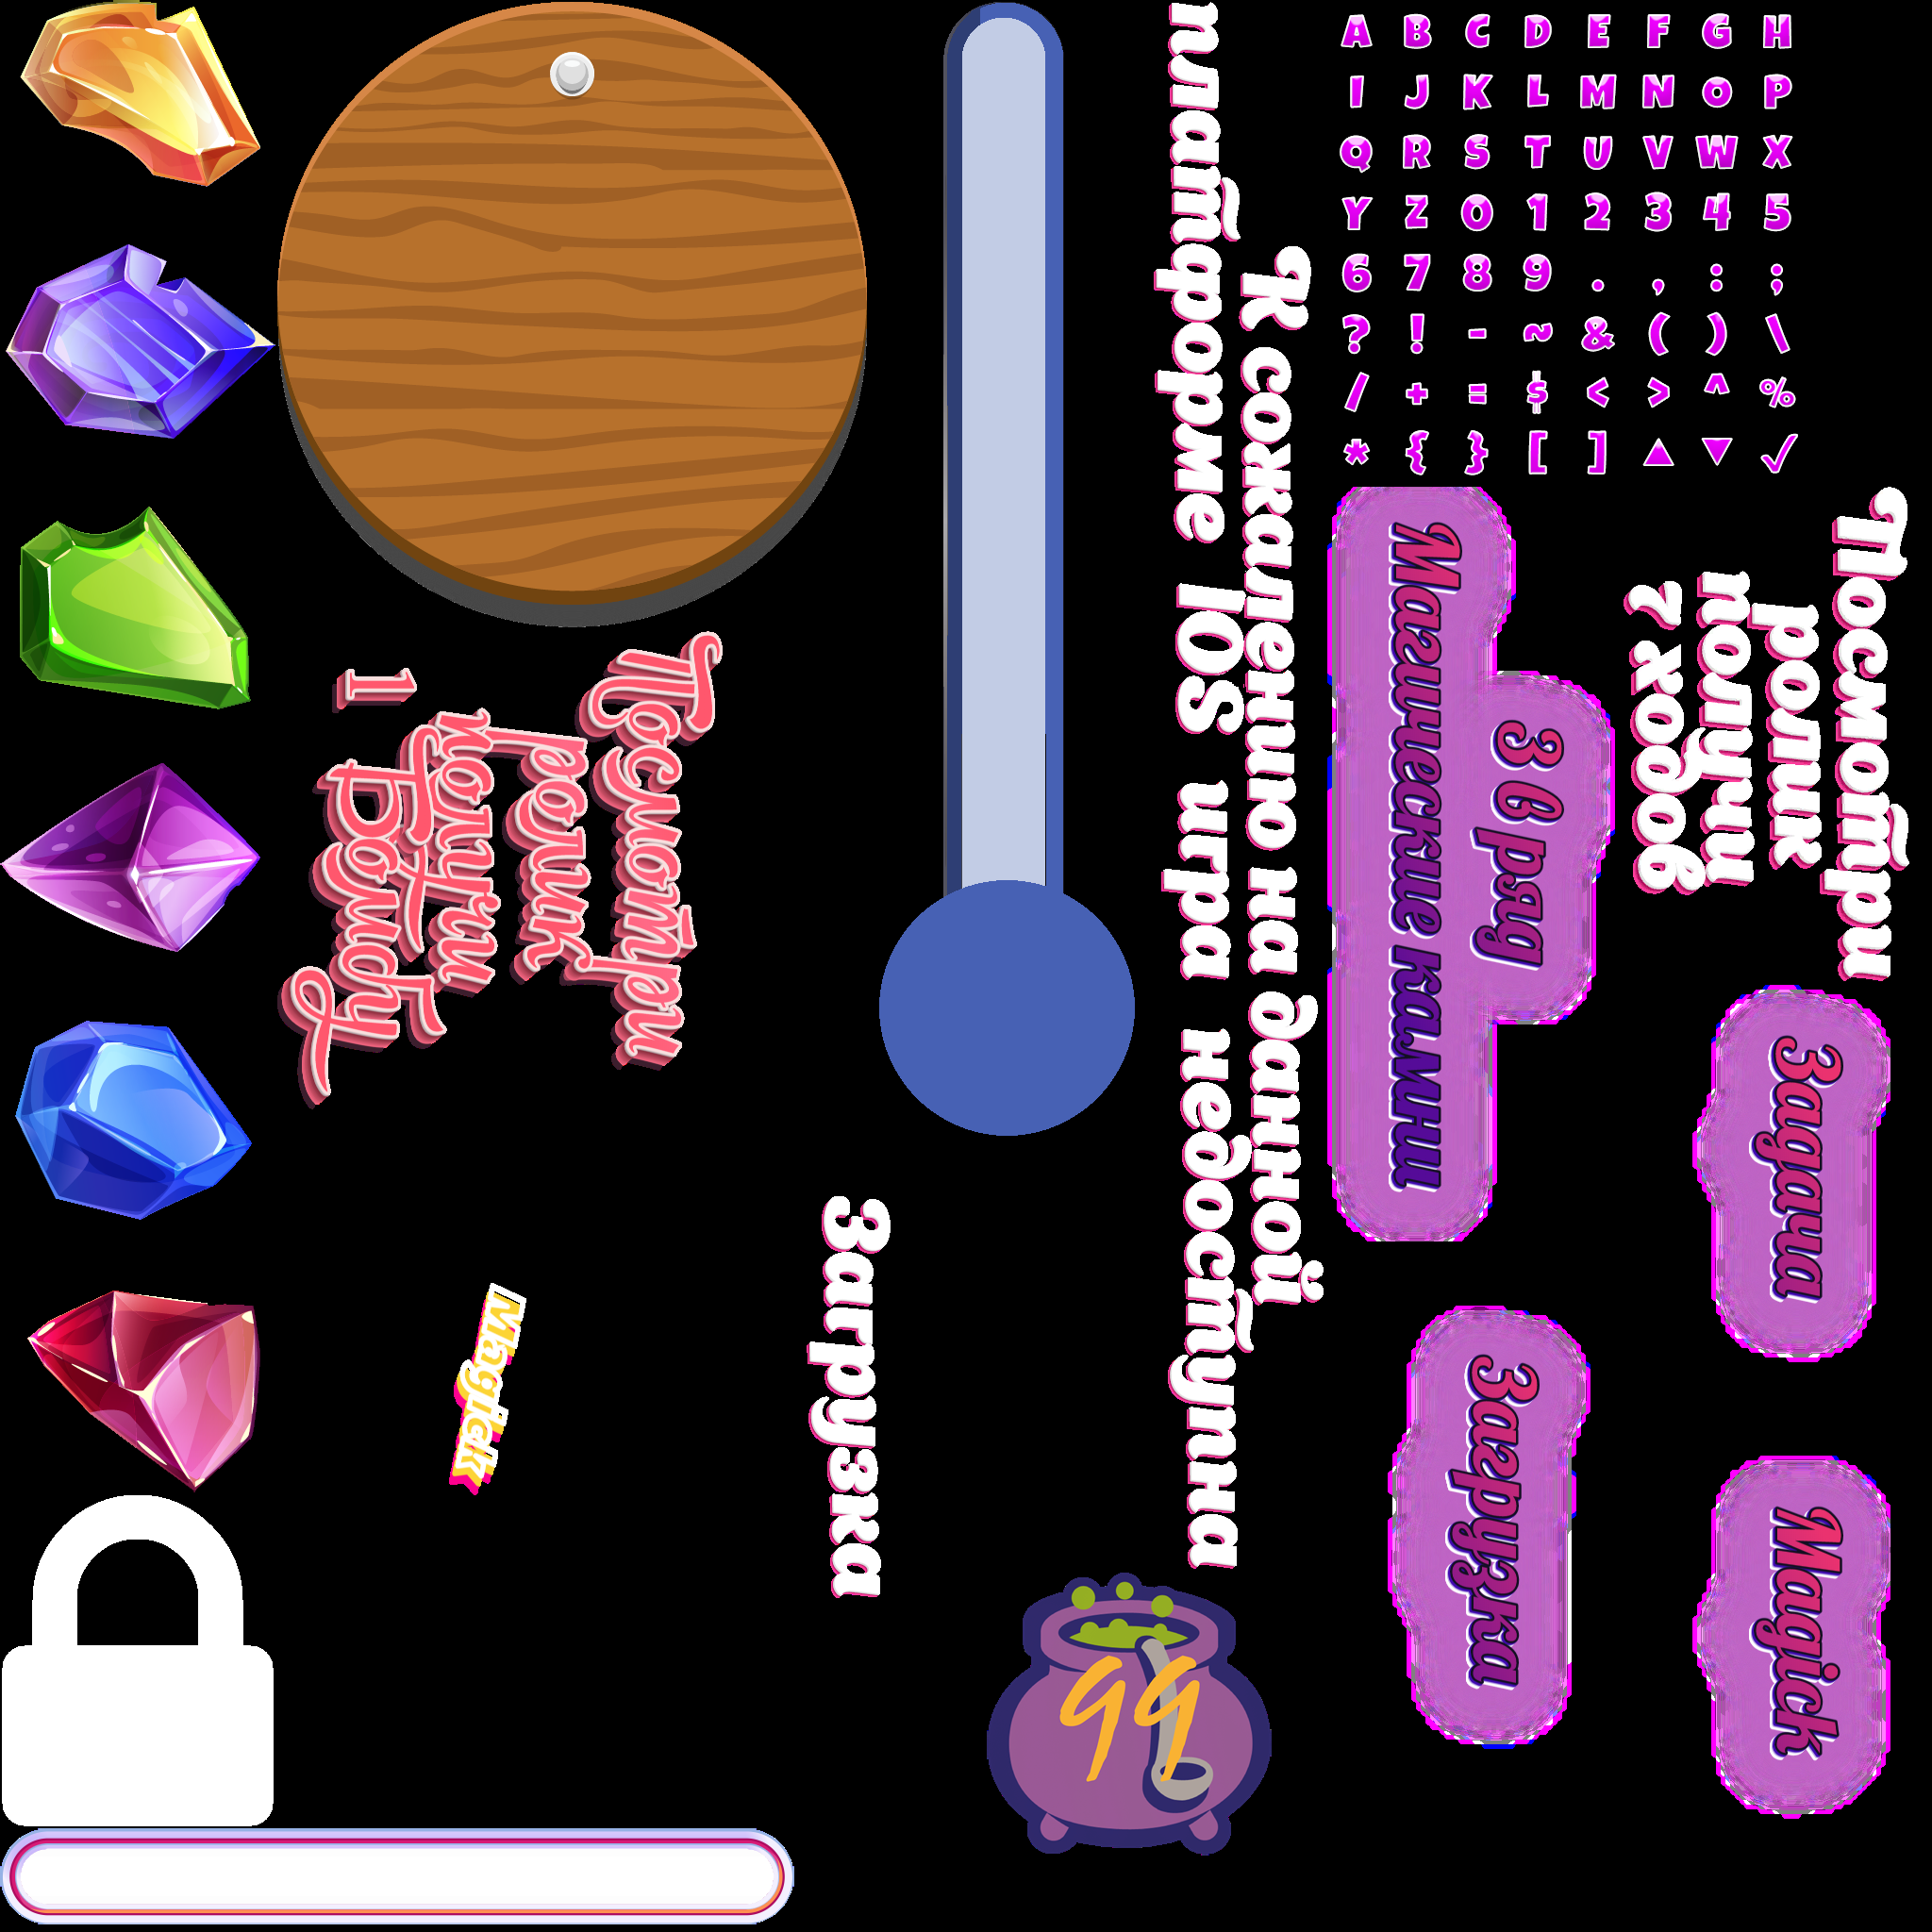 A B C D E F G H
I J K L M N O P
Q R S T U V W X
Y Z 0 1 2 3 4 5
6 7 8 9 . , : ;
? ! - ~ & ( ) \
/ + = $ < > ^ %
* { } [ ] ▲ ▼ ✓
К сожалению на данной
платформе IOS игра недоступна
3 в ряд
Магические камни
Посмотри
ролик
получи
7 ходов
Посмотри
ролик
получи
1 Бомбу
Задача
Загрузка
Magick
Загрузка
Magick
99